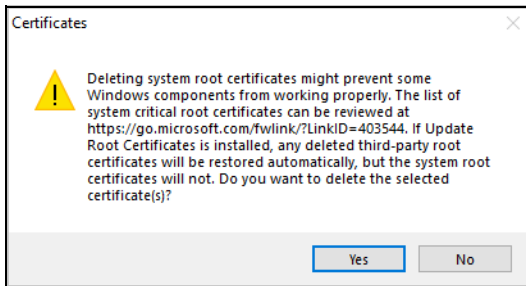 Certificates
Deleting system root certificates might prevent some
Windows components from working properly. The list of
system critical root certificates can be reviewed at
https://go.microsoft.com/fwlink/?LinkID=403544. If Update
Root Certificates is installed, any deleted third-party root
certificates will be restored automatically, but the system root
certificates will not. Do you want to delete the selected
certificate(s)?
Yes
No